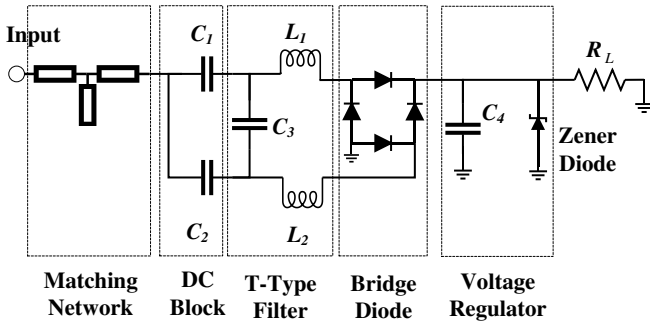 Input
C1
L1
RL
C3
C4
Zener
Diode
C2
L2
Matching
Network
DC
Block
T-Type
Filter
Bridge
Diode
Voltage
Regulator